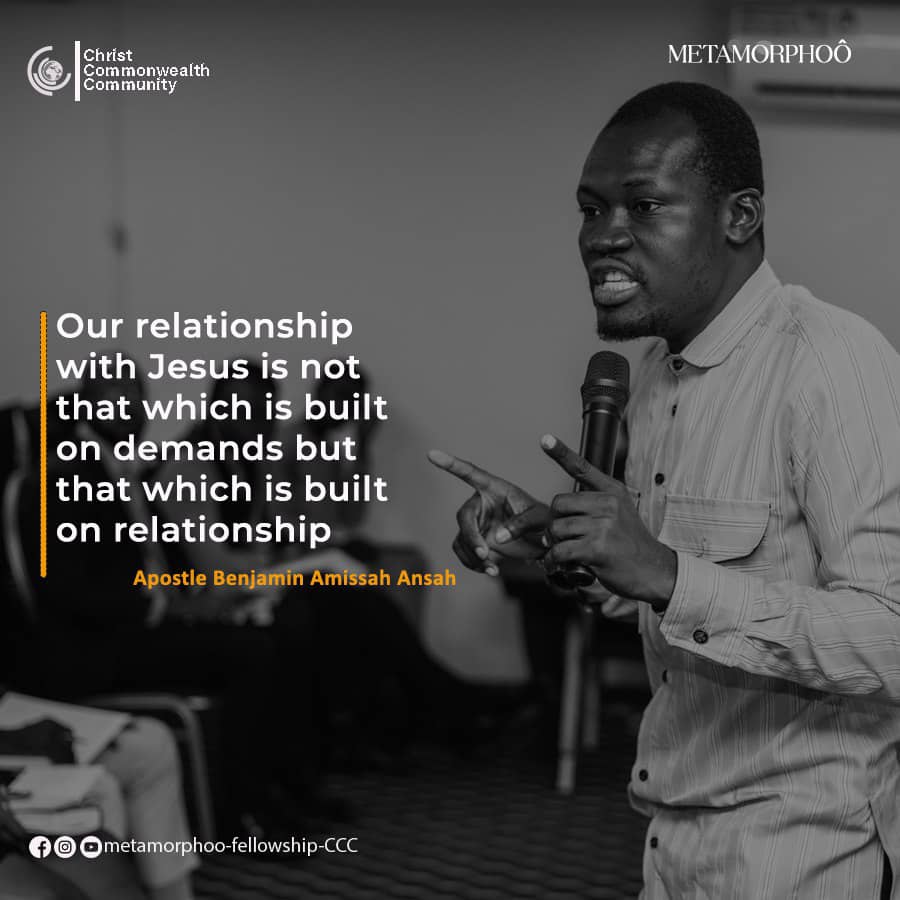 Christ
Commonwealth
Community
METAMORPHOÔ
Our relationship
with Jesus is not
that which is built
on demands but
that which is built
on relationship
Apostle Benjamin Amissah Ansah
metamorphoo-fellowship-CCC